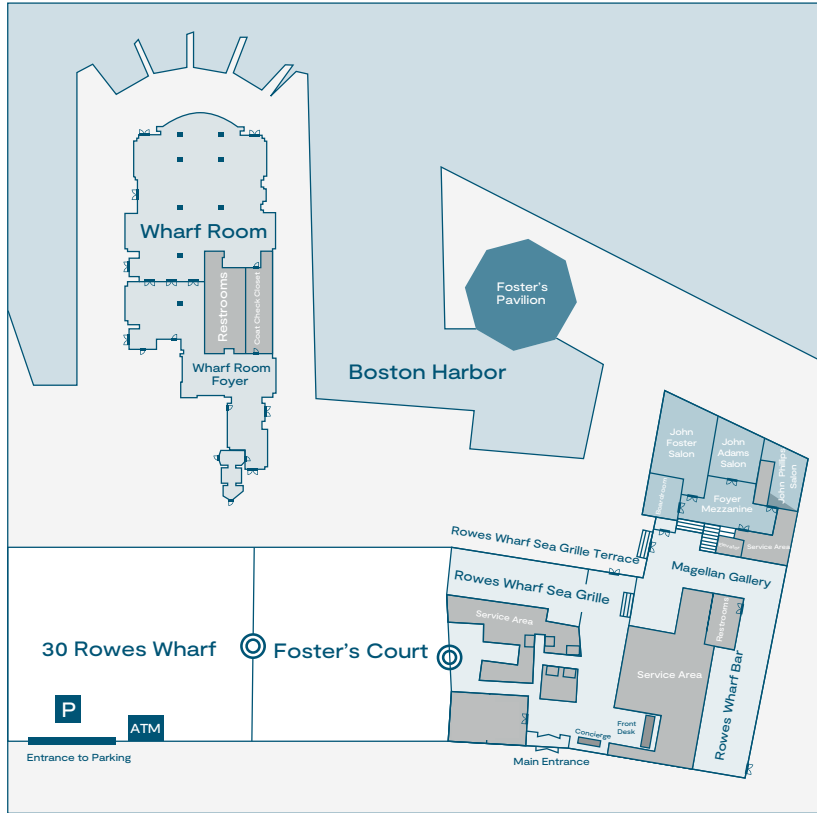 Wharf Room
Restrooms
Coat Check Closet
Wharf Room
Foyer
Foster's
Pavilion
Boston Harbor
John
Foster
Salon
John
Adams
Salon
John Philips
Salon
Boardroom
Foyer
Mezzanine
Service Area
Rowes Wharf Sea Grille Terrace
Magellan Gallery
Rowes Wharf Sea Grille
Service Area
Restrooms
30 Rowes Wharf
Foster's Court
Service Area
Rowes Wharf Bar
P
ATM
Front
Desk
Concierge
Entrance to Parking
Main Entrance